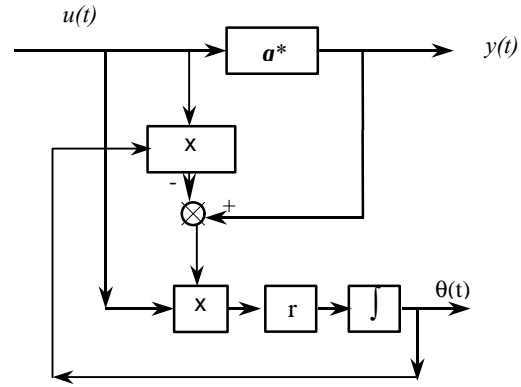 u(t)
a*
y(t)
x
-
+
x
r
∫
θ(t)